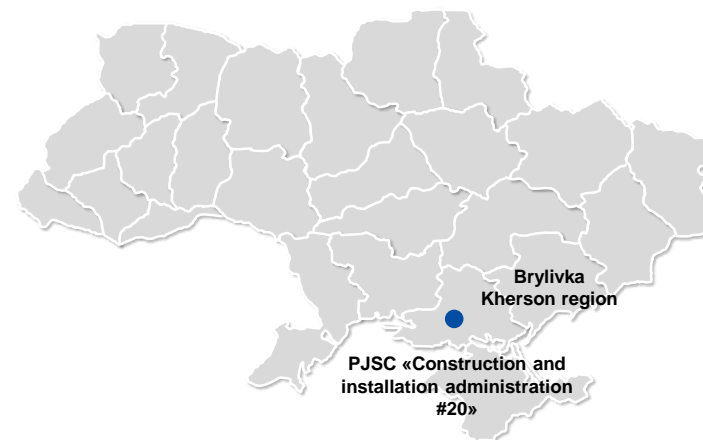 Brylivka
Kherson region
PJSC «Construction and
installation administration
#20»